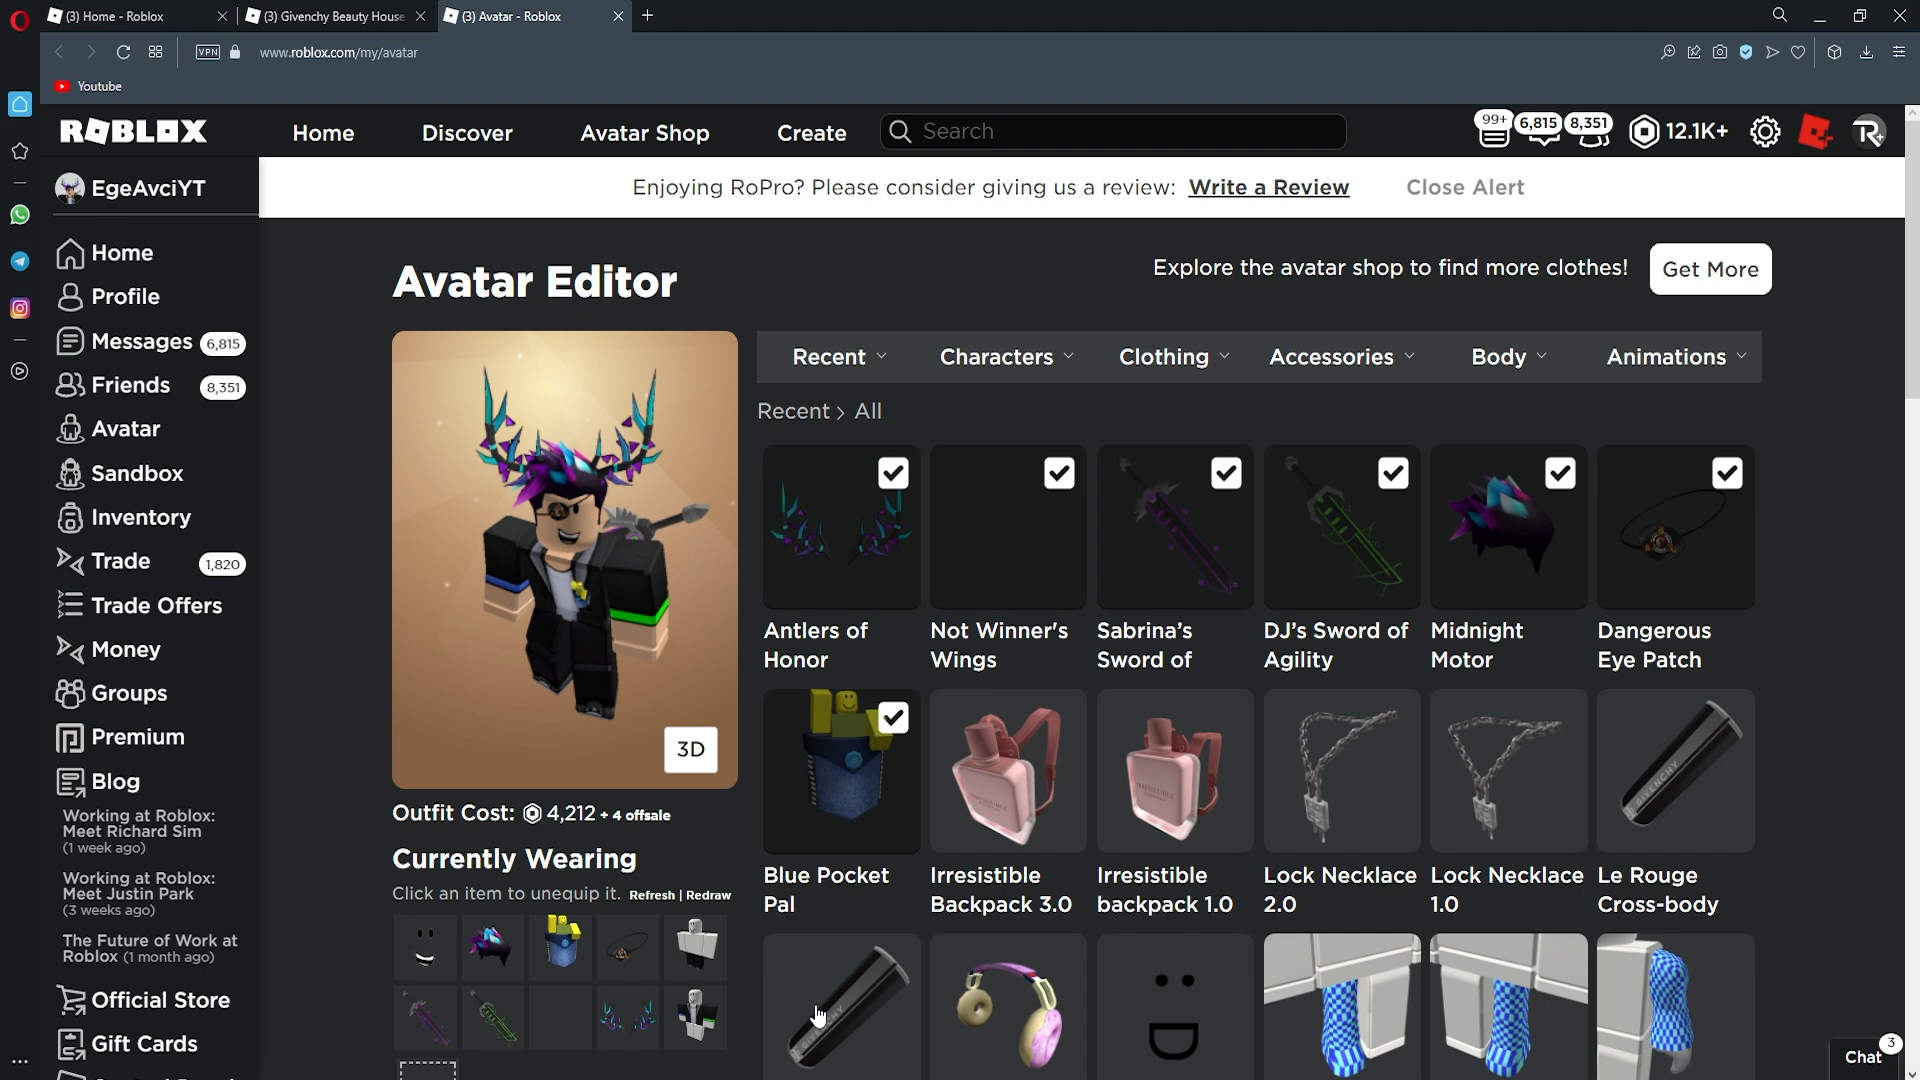 (3) Home - Roblox
(3) Givenchy Beauty House
(3) Avatar - Roblox
VPN
www.roblox.com/my/avatar
Youtube
ROBLOX
Home
Discover
Avatar Shop
Create
Search
99+
6,815
8,351
12.1K+
EgeAvciYT
Enjoying RoPro? Please consider giving us a review: Write a Review
Close Alert
Home
Profile
Messages 6,815
Friends 8,351
Avatar
Sandbox
Inventory
Trade 1,820
Trade Offers
Money
Groups
Premium
Blog
Working at Roblox:
Meet Richard Sim
(1 week ago)
Working at Roblox:
Meet Justin Park
(3 weeks ago)
The Future of Work at
Roblox (1 month ago)
Official Store
Gift Cards
Avatar Editor
Explore the avatar shop to find more clothes!
Get More
3D
Outfit Cost: 4,212 + 4 offsale
Currently Wearing
Click an item to unequip it. Refresh | Redraw
Recent
Characters
Clothing
Accessories
Body
Animations
Recent > All
Antlers of
Honor
Not Winner's
Wings
Sabrina's
Sword of
DJ's Sword of
Agility
Midnight
Motor
Dangerous
Eye Patch
GIVENCHY
Blue Pocket
Pal
Irresistible
Backpack 3.0
Irresistible
backpack 1.0
Lock Necklace
2.0
Lock Necklace
1.0
Le Rouge
Cross-body
Chat
3